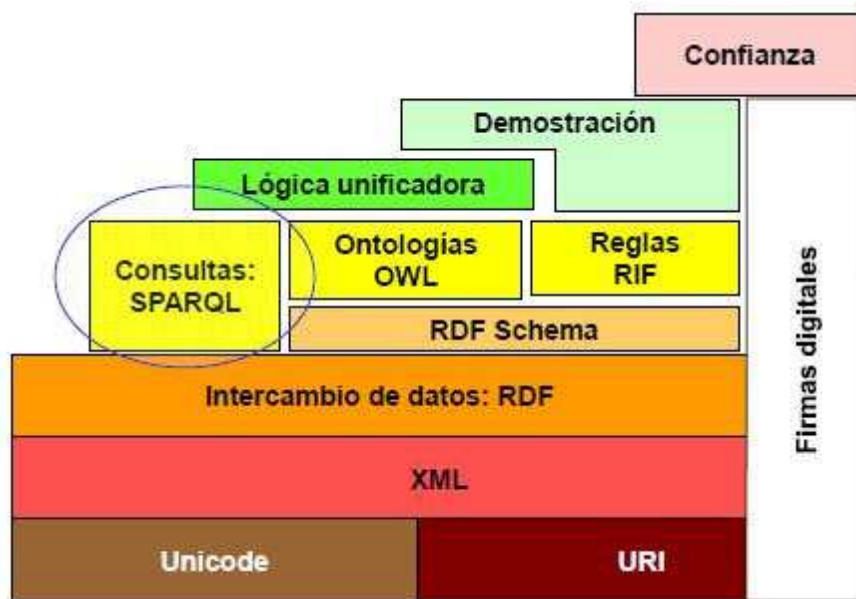 Confianza
Demostración
Lógica unificadora
Consultas:
SPARQL
Ontologías
OWL
Reglas
RIF
RDF Schema
Intercambio de datos: RDF
XML
Unicode
URI
Firmas digitales